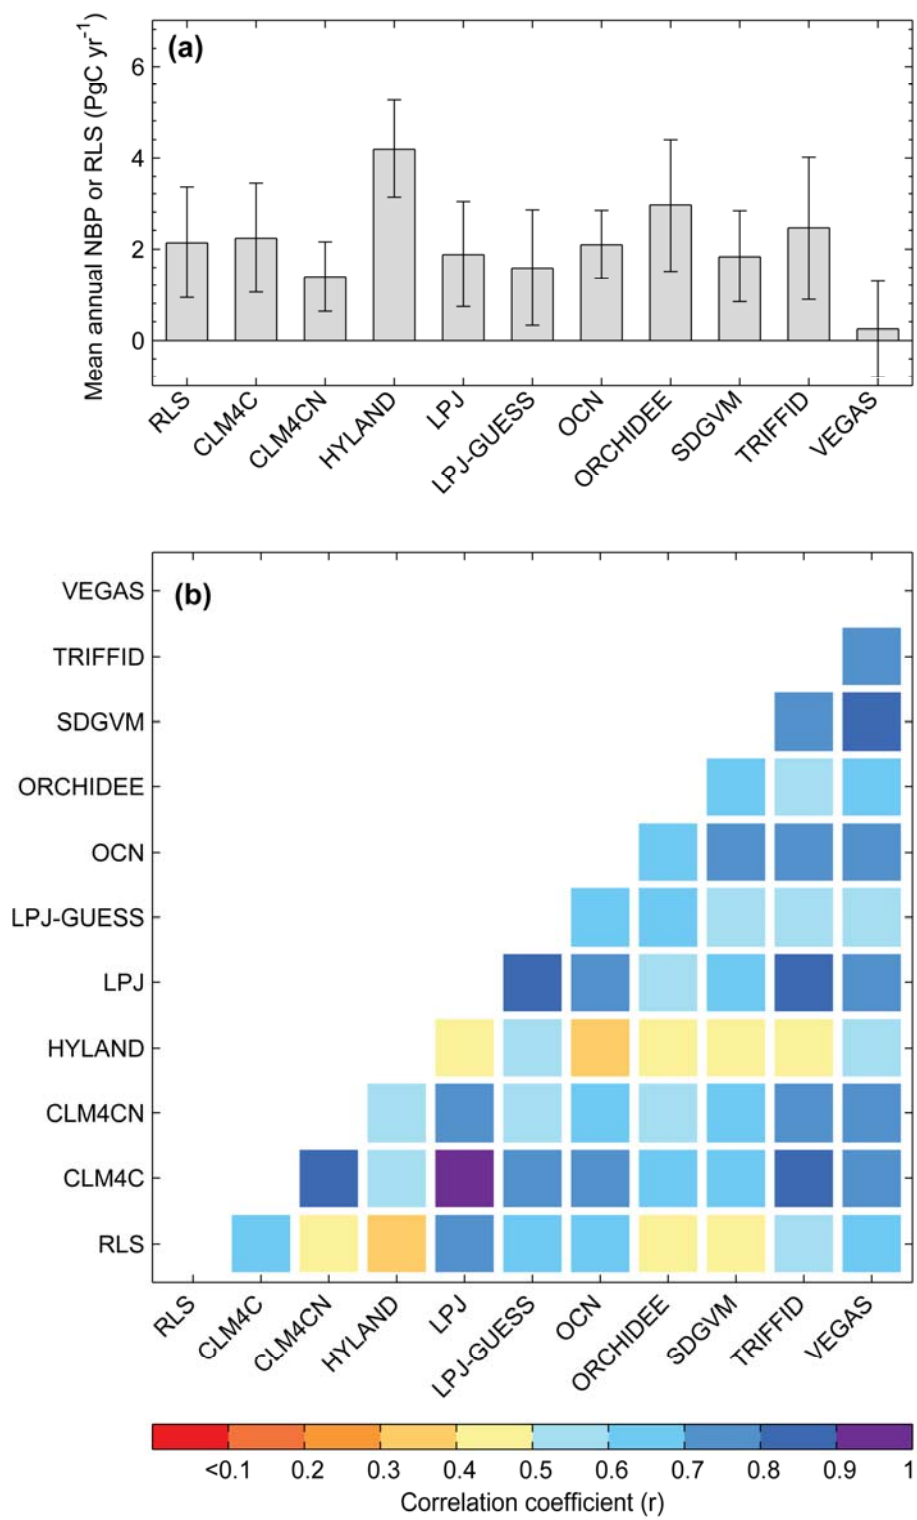 (a)
Mean annual NBP or RLS (PgC yr⁻¹)
6
4
2
0
RLS
CLM4C
CLM4CN
HYLAND
LPJ
LPJ-GUESS
OCN
ORCHIDEE
SDGVM
TRIFFID
VEGAS
(b)
VEGAS
TRIFFID
SDGVM
ORCHIDEE
OCN
LPJ-GUESS
LPJ
HYLAND
CLM4CN
CLM4C
RLS
RLS
CLM4C
CLM4CN
HYLAND
LPJ
LPJ-GUESS
OCN
ORCHIDEE
SDGVM
TRIFFID
VEGAS
<0.1 0.2 0.3 0.4 0.5 0.6 0.7 0.8 0.9 1
Correlation coefficient (r)